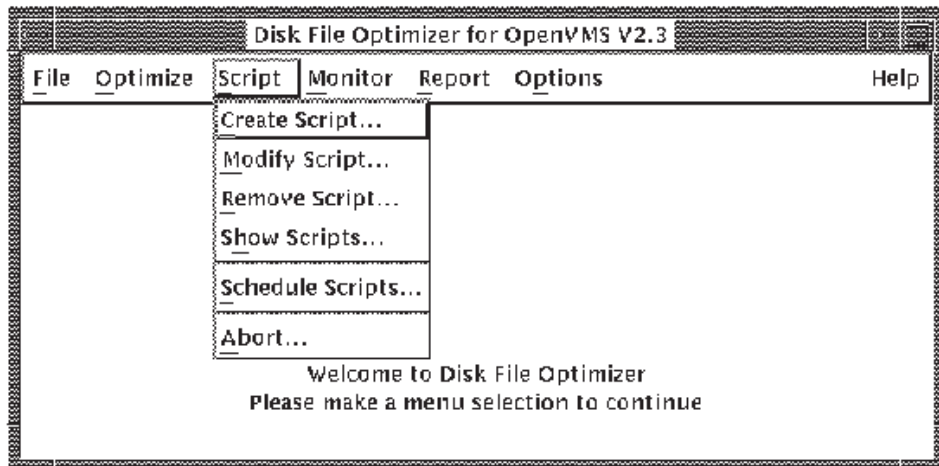 Disk File Optimizer for OpenVMS V2.3
File Optimize Script Monitor Report Options Help
Create Script...
Modify Script...
Remove Script...
Show Scripts...
Schedule Scripts...
Abort...
Welcome to Disk File Optimizer
Please make a menu selection to continue